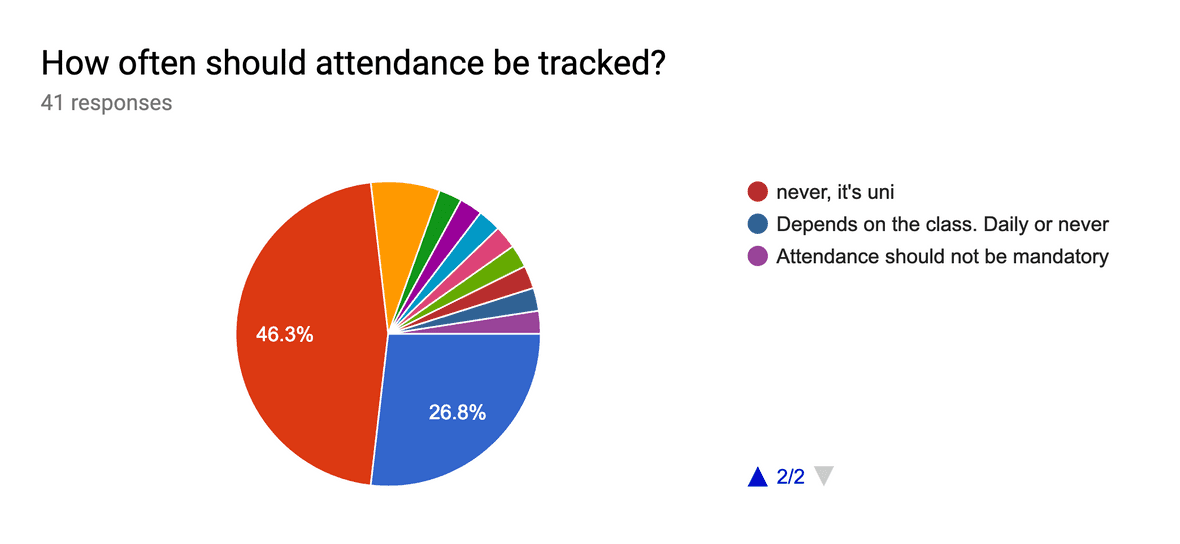 How often should attendance be tracked?
41 responses
46.3%
26.8%
never, it's uni
Depends on the class. Daily or never
Attendance should not be mandatory
2/2